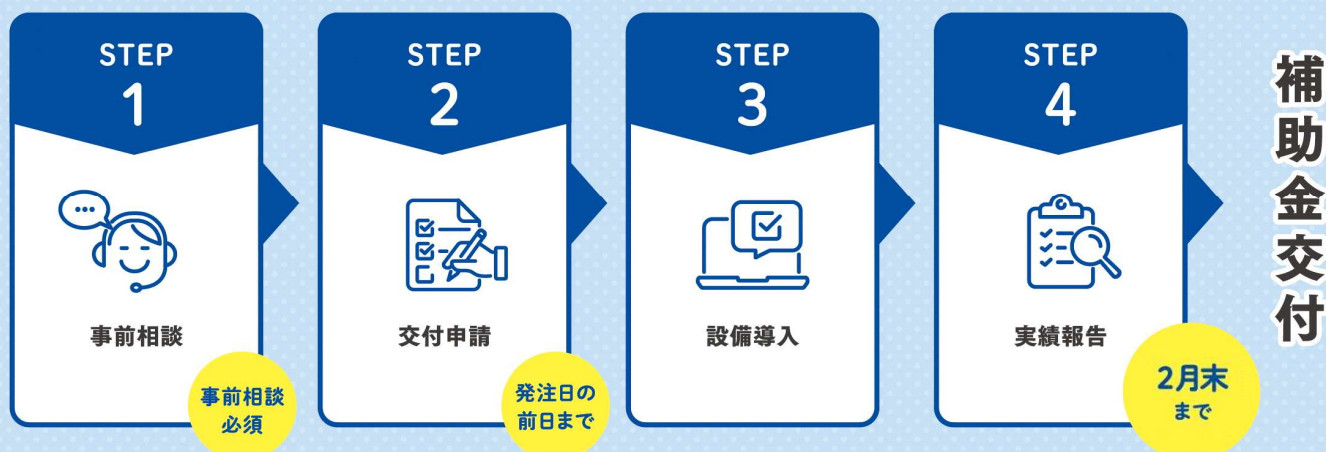 STEP
1
事前相談
事前相談
必須
STEP
2
交付申請
発注日の
前日まで
STEP
3
設備導入
STEP
4
実績報告
2月末
まで
補助金交付